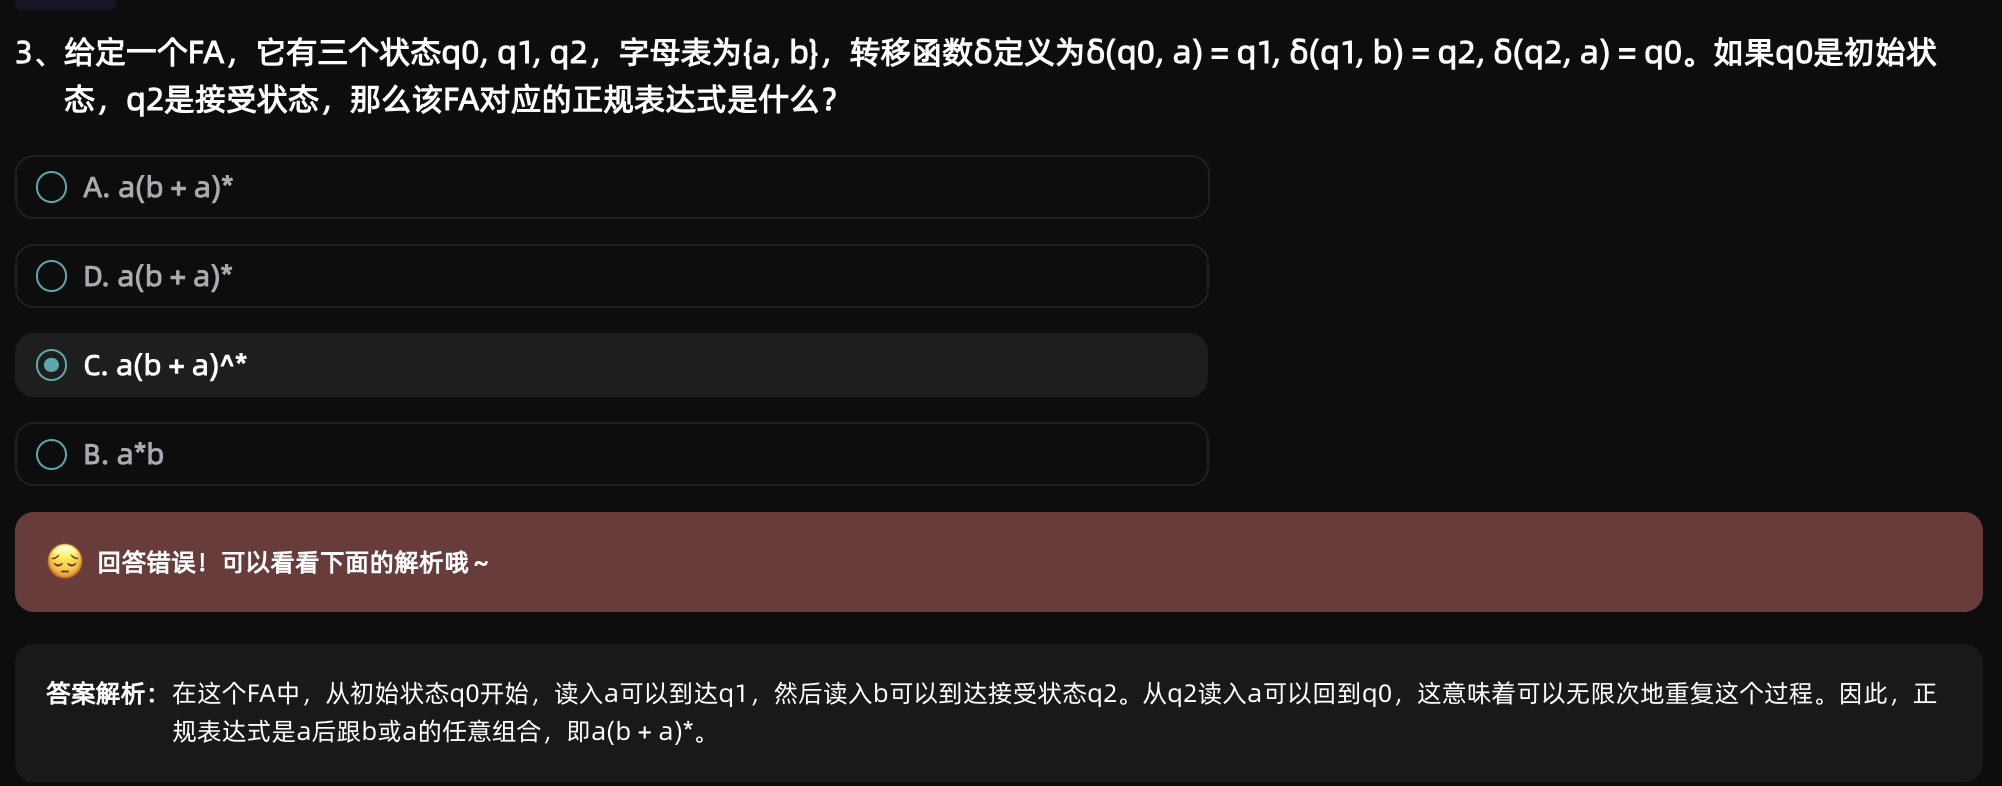 3、给定一个FA，它有三个状态q0, q1, q2，字母表为{a, b}，转移函数δ定义为δ(q0, a) = q1, δ(q1, b) = q2, δ(q2, a) = q0。如果q0是初始状
态，q2是接受状态，那么该FA对应的正规表达式是什么？
A. a(b + a)*
D. a(b + a)*
C. a(b + a)^*
B. a*b
回答错误！可以看看下面的解析哦～
答案解析：在这个FA中，从初始状态q0开始，读入a可以到达q1，然后读入b可以到达接受状态q2。从q2读入a可以回到q0，这意味着可以无限次地重复这个过程。因此，正
规表达式是a后跟b或a的任意组合，即a(b + a)*。